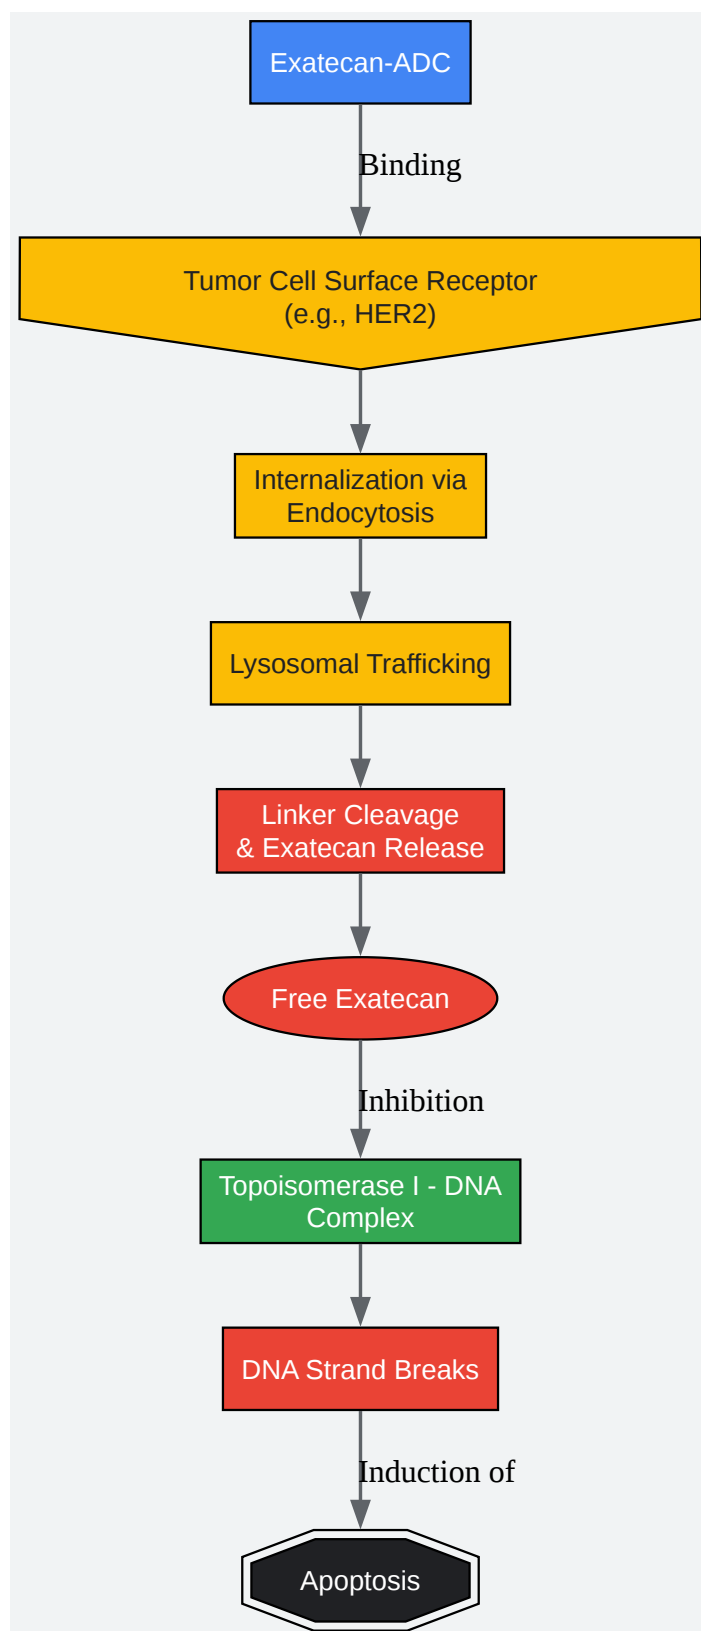 Exatecan-ADC
Binding
Tumor Cell Surface Receptor
(e.g., HER2)
Internalization via
Endocytosis
Lysosomal Trafficking
Linker Cleavage
& Exatecan Release
Free Exatecan
Inhibition
Topoisomerase I - DNA
Complex
DNA Strand Breaks
Induction of
Apoptosis